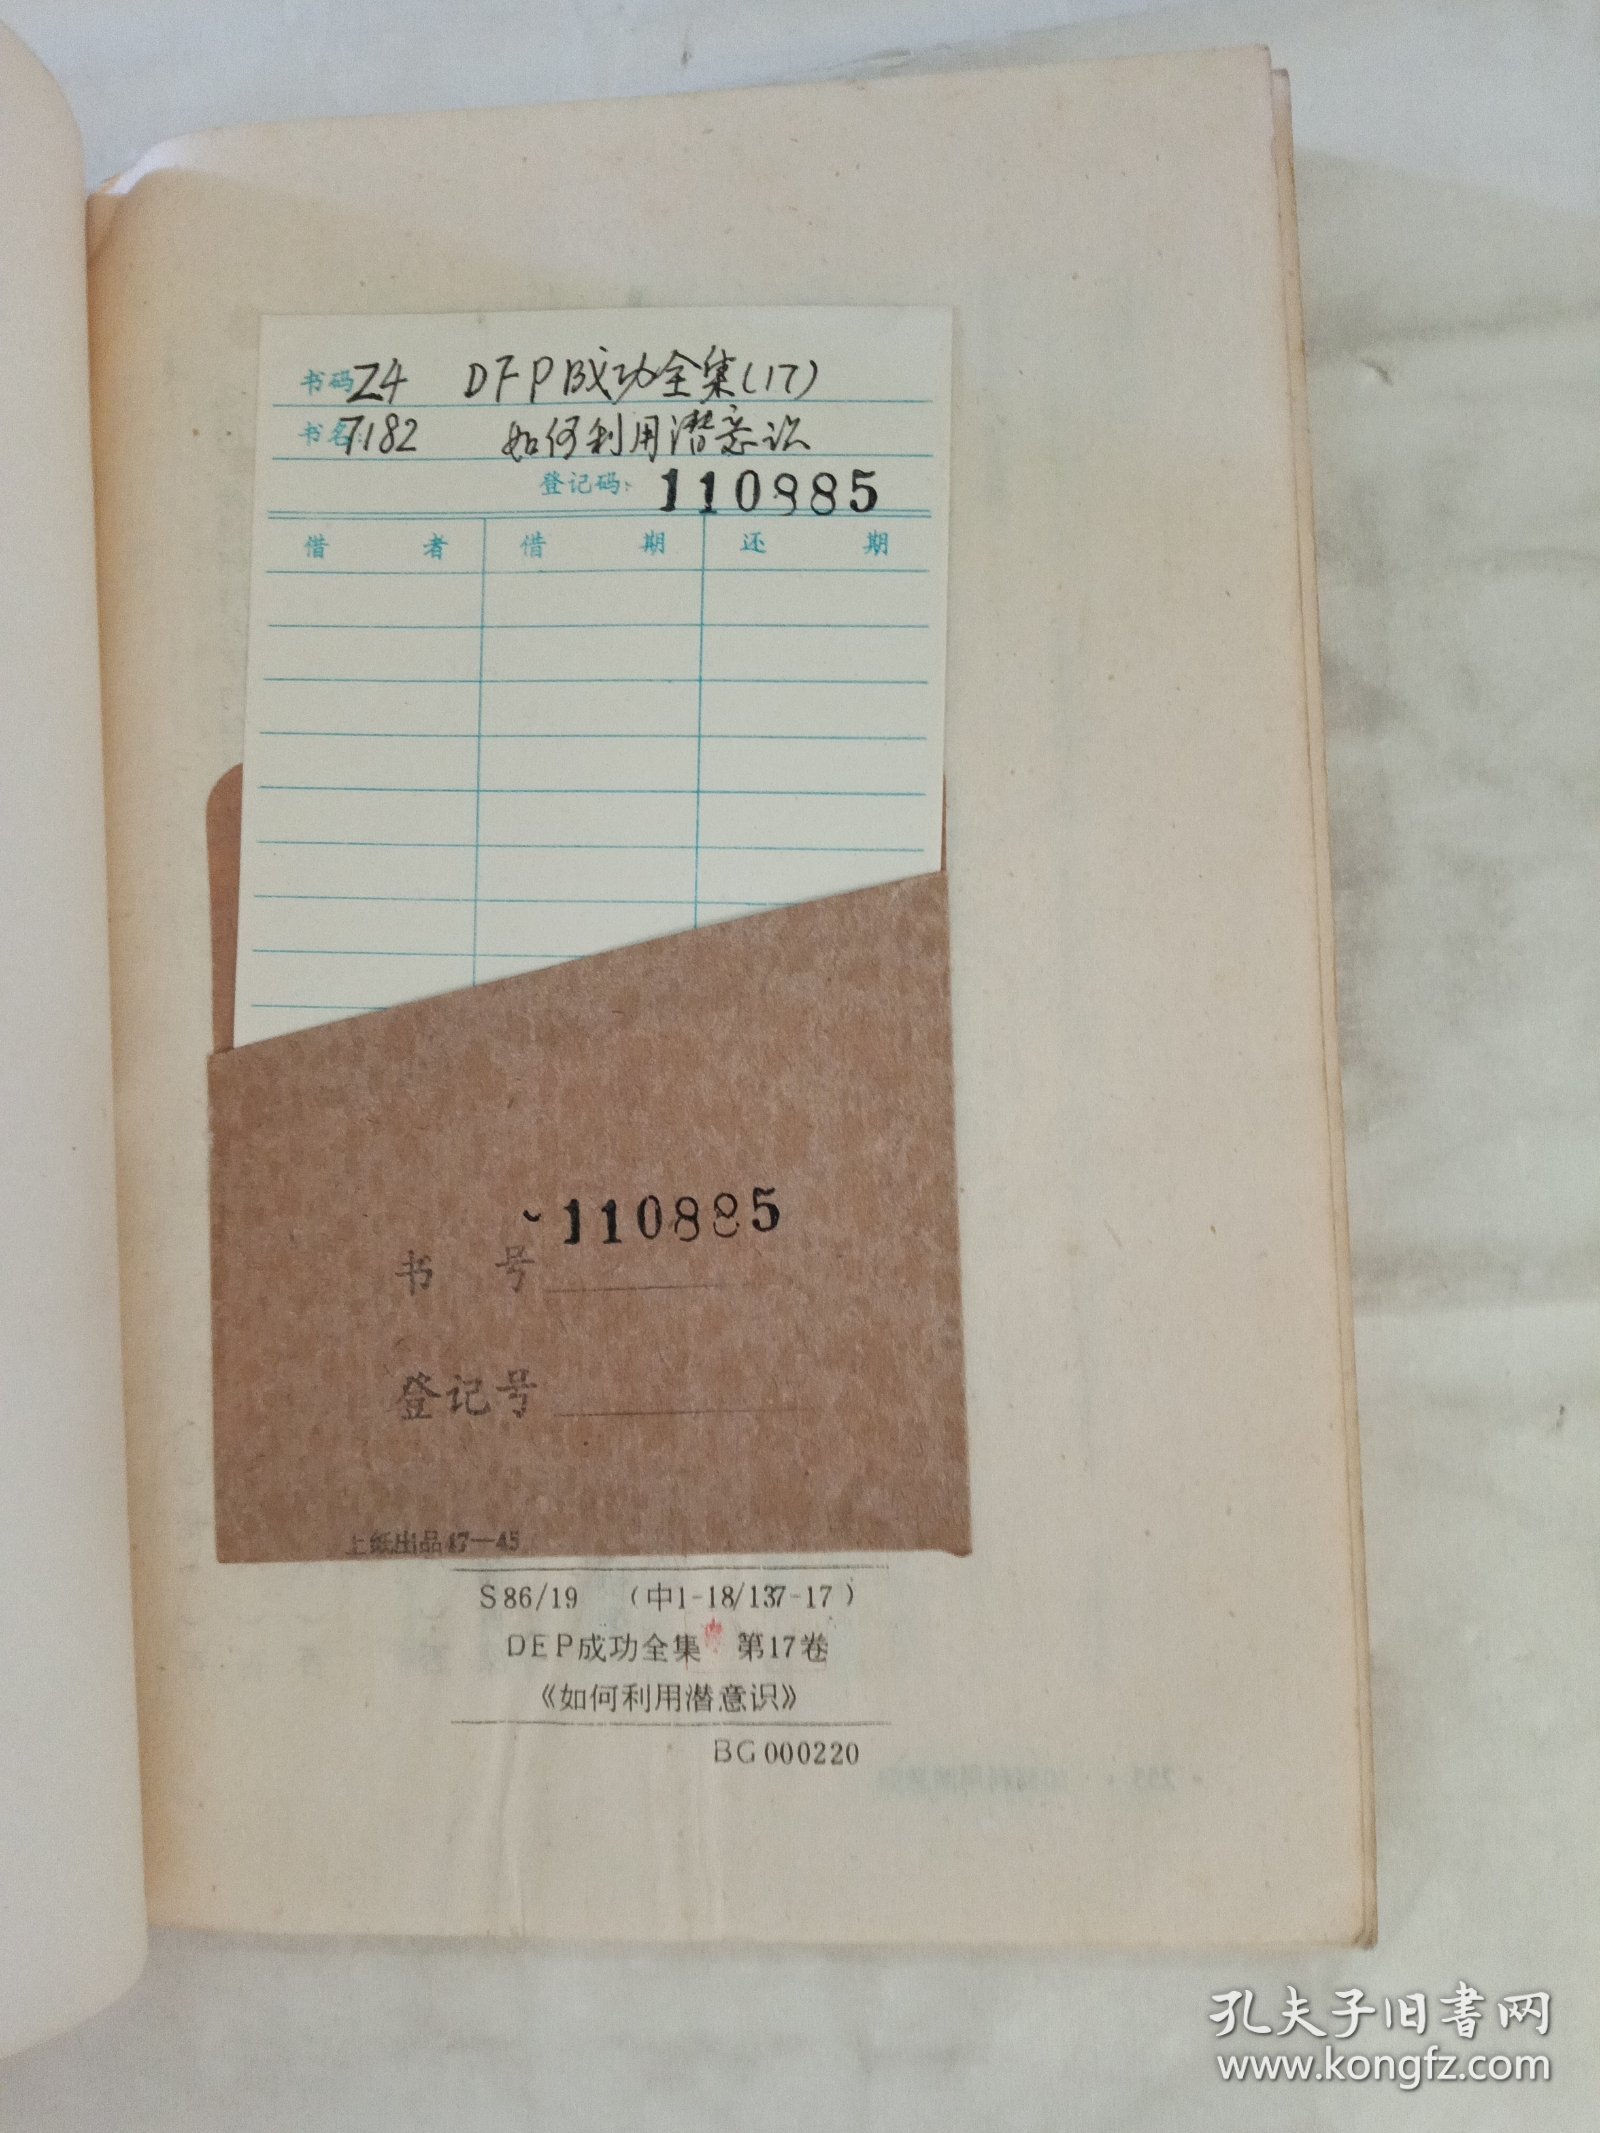 书码 Z4 DFP成功全集(17)
书名: 7182 如何利用潜意识
登记码: 110885
借者 借期 还期
110885
书号
登记号
上纸出品 17—45
S86/19 (中1-18/137-17)
DEP成功全集 第17卷
《如何利用潜意识》
BG000220
孔夫子旧书网
www.kongfz.com